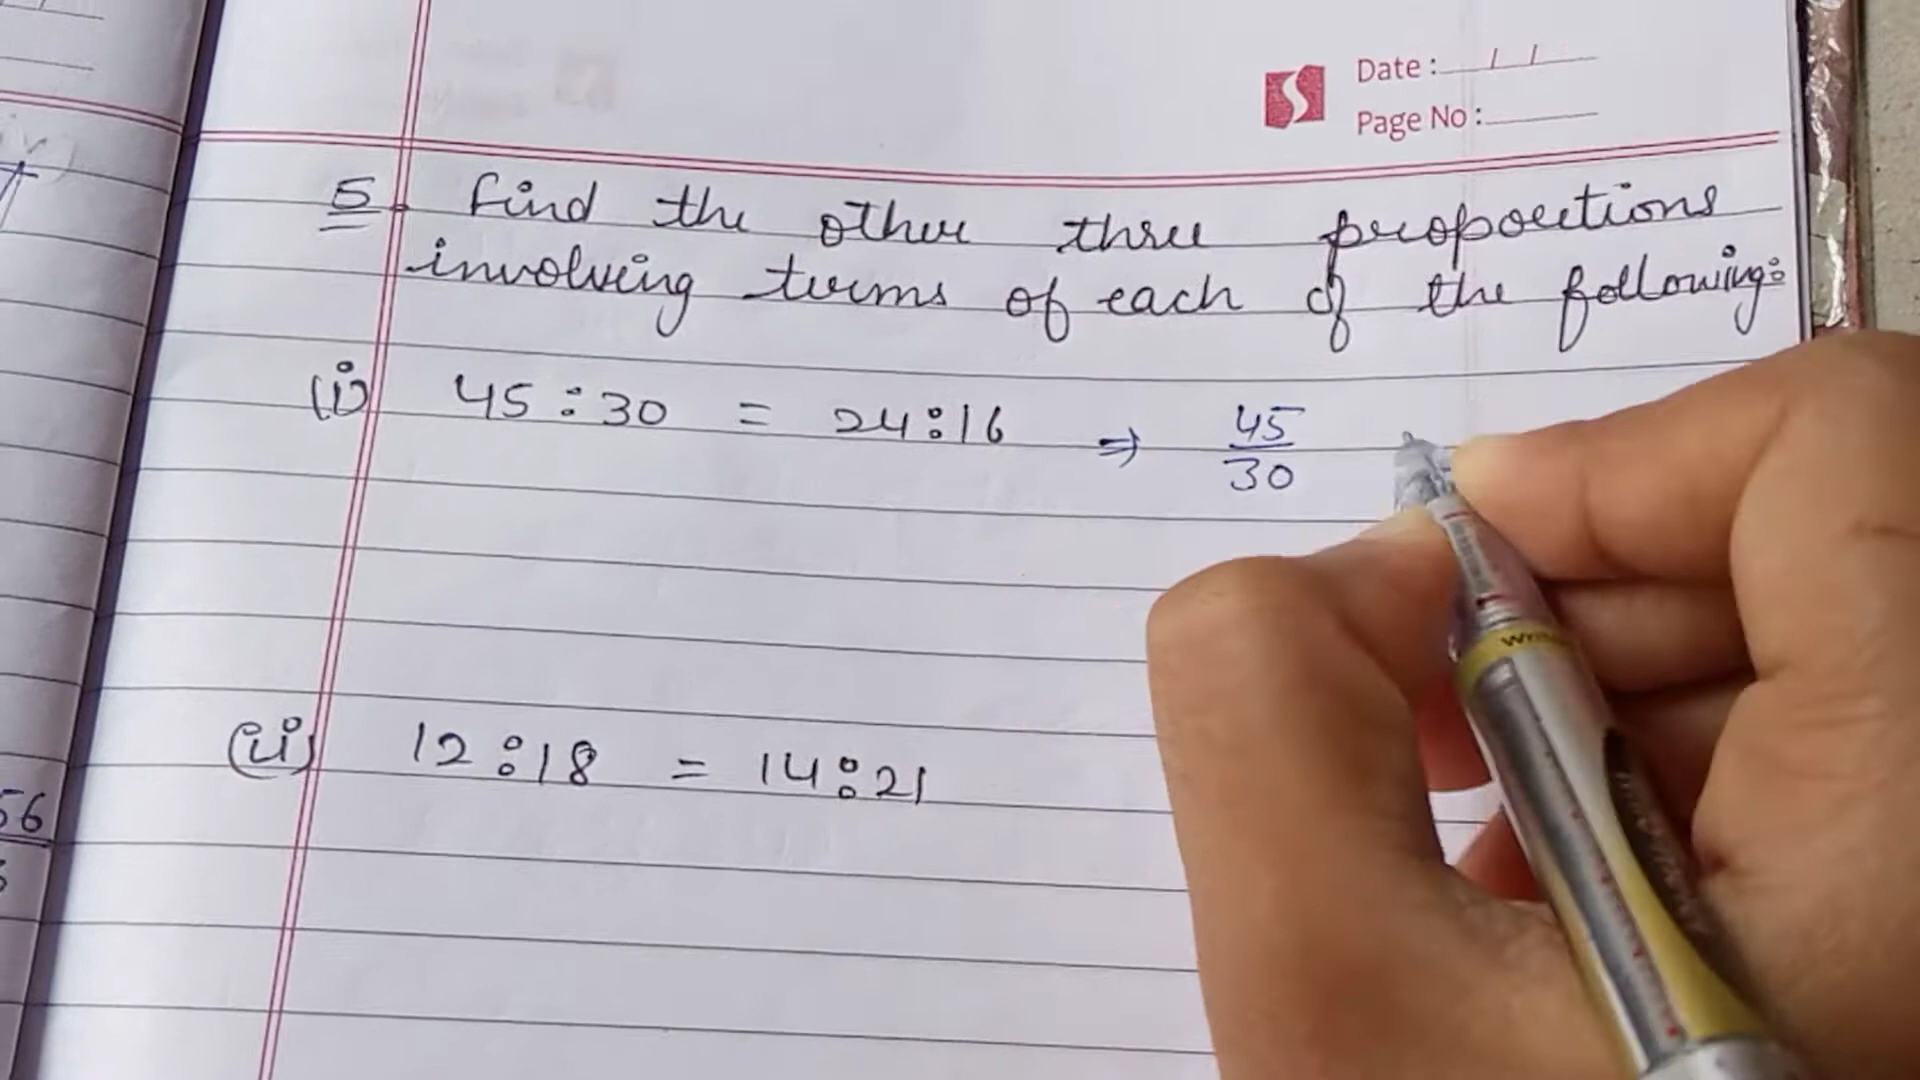 Date : / /
Page No :
5. Find the other three proportions
involving terms of each of the following:
(i) 45 : 30 = 24 : 16 ⇒ 45/30
(ii) 12 : 18 = 14 : 21
56